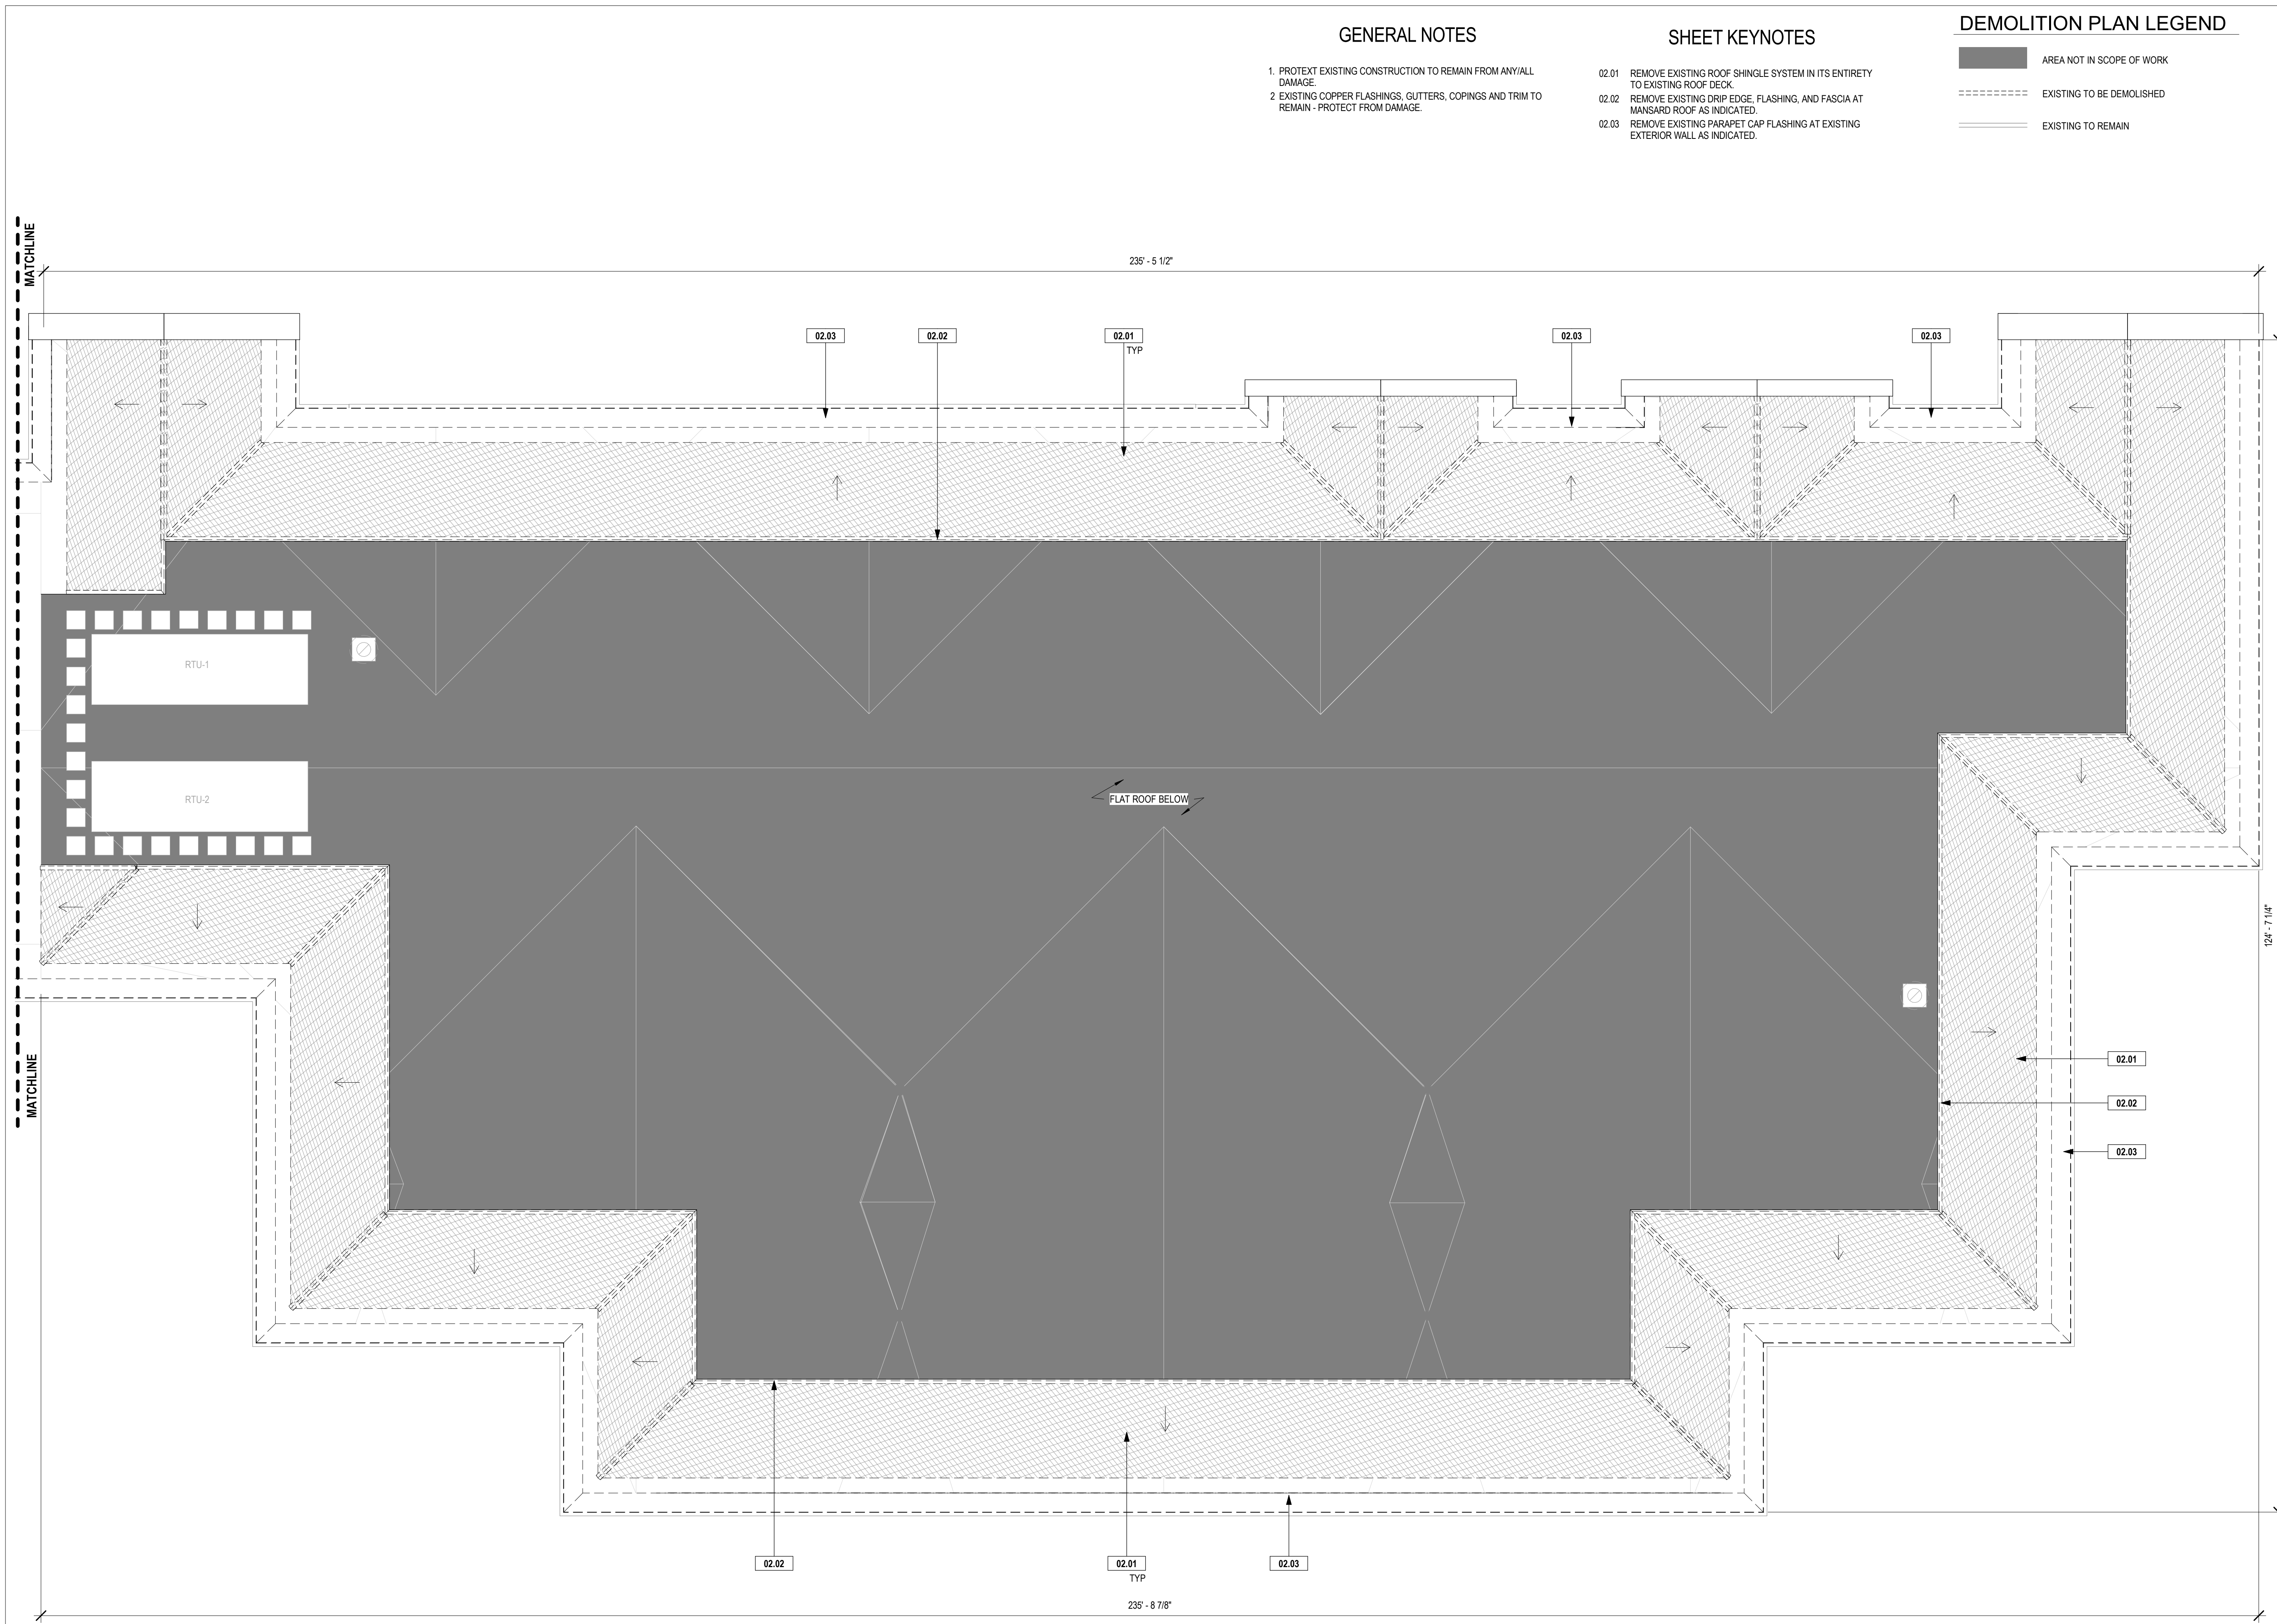 GENERAL NOTES
1. PROTEXT EXISTING CONSTRUCTION TO REMAIN FROM ANY/ALL
DAMAGE.
2 EXISTING COPPER FLASHINGS, GUTTERS, COPINGS AND TRIM TO
REMAIN - PROTECT FROM DAMAGE.
SHEET KEYNOTES
02.01 REMOVE EXISTING ROOF SHINGLE SYSTEM IN ITS ENTIRETY
TO EXISTING ROOF DECK.
02.02 REMOVE EXISTING DRIP EDGE, FLASHING, AND FASCIA AT
MANSARD ROOF AS INDICATED.
02.03 REMOVE EXISTING PARAPET CAP FLASHING AT EXISTING
EXTERIOR WALL AS INDICATED.
DEMOLITION PLAN LEGEND
AREA NOT IN SCOPE OF WORK
EXISTING TO BE DEMOLISHED
EXISTING TO REMAIN
MATCHLINE
235' - 5 1/2"
02.03
02.02
02.01
TYP
02.03
02.03
RTU-1
RTU-2
FLAT ROOF BELOW
124' - 7 1/4"
MATCHLINE
02.01
02.02
02.03
02.02
02.01
TYP
02.03
235' - 8 7/8"